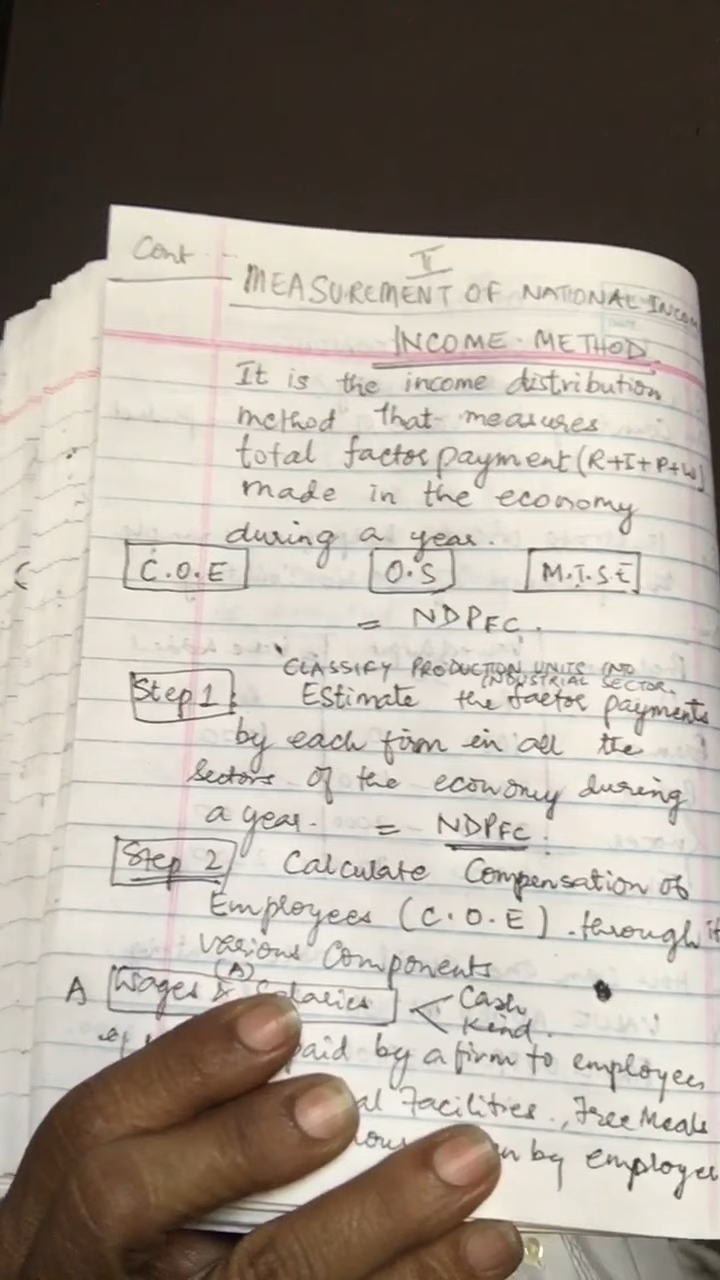 Cont
II
MEASUREMENT OF NATIONAL INCOM
INCOME METHOD.
It is the income distribution
method that measures
total factor payment (R+I+P+W)
made in the economy
during a year.
C.O.E O.S M.I.S.E
= NDPFC.
CLASSIFY PRODUCTION UNITS INTO
INDUSTRIAL SECTOR.
Step 1: Estimate the factor payments
by each firm in all the
Sectors of the economy during
a year. = NDPFC.
Step 2 Calculate Compensation of
Employees (C.O.E). through it
various Components
(A)
A Wages & Salaries < Cash
Kind.
paid by a firm to employees
Facilities., Free Meals
by employer